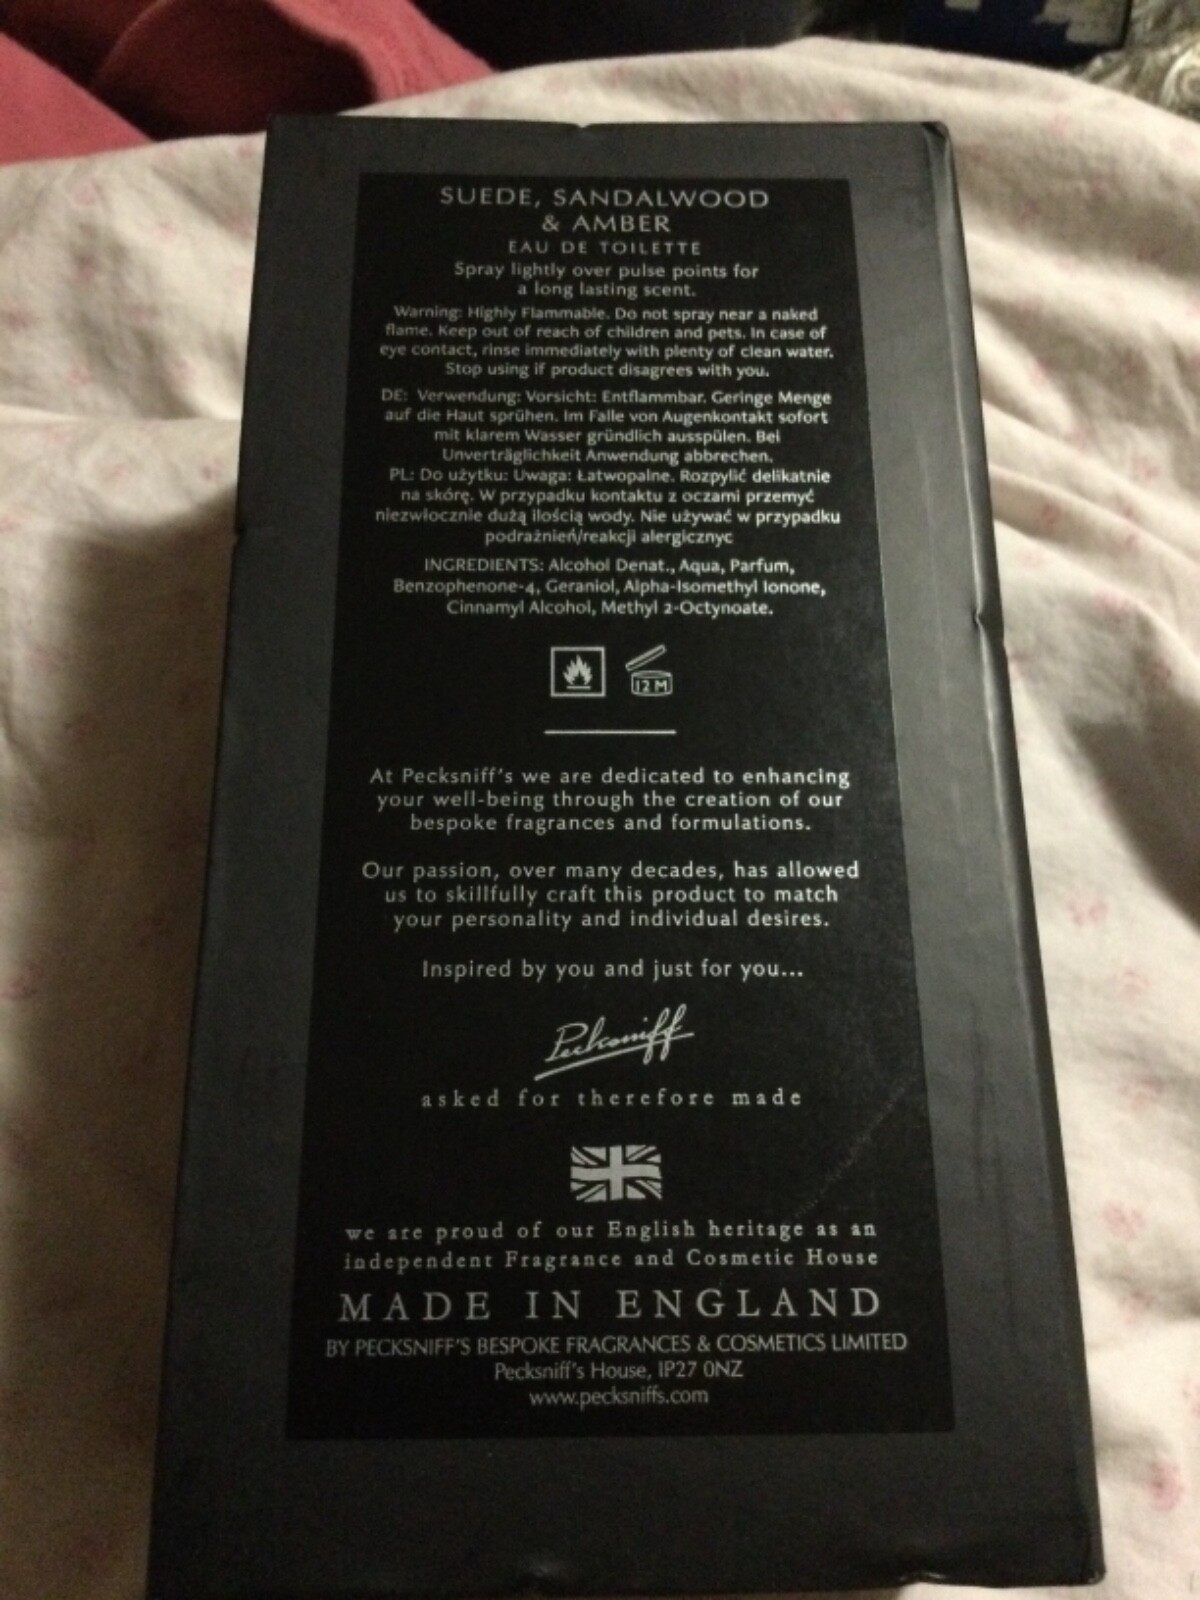 SUEDE, SANDALWOOD
& AMBER
EAU DE TOILETTE
Spray lightly over pulse points for
a long lasting scent.
Warning: Highly Flammable. Do not spray near a naked
flame. Keep out of reach of children and pets. In case of
eye contact, rinse immediately with plenty of clean water.
Stop using if product disagrees with you.
DE: Verwendung: Vorsicht: Entflammbar. Geringe Menge
auf die Haut sprühen. Im Falle von Augenkontakt sofort
mit klarem Wasser gründlich ausspülen. Bei
Unverträglichkeit Anwendung abbrechen.
PL: Do użytku: Uwaga: Łatwopalne. Rozpylić delikatnie
na skórę. W przypadku kontaktu z oczami przemyć
niezwłocznie dużą ilością wody. Nie używać w przypadku
podrażnień/reakcji alergicznyc
INGREDIENTS: Alcohol Denat., Aqua, Parfum,
Benzophenone-4, Geraniol, Alpha-Isomethyl Ionone,
Cinnamyl Alcohol, Methyl 2-Octynoate.
12 M
At Pecksniff's we are dedicated to enhancing
your well-being through the creation of our
bespoke fragrances and formulations.
Our passion, over many decades, has allowed
us to skillfully craft this product to match
your personality and individual desires.
Inspired by you and just for you...
Pecksniff
asked for therefore made
we are proud of our English heritage as an
independent Fragrance and Cosmetic House
MADE IN ENGLAND
BY PECKSNIFF'S BESPOKE FRAGRANCES & COSMETICS LIMITED
Pecksniff's House, IP27 0NZ
www.pecksniffs.com